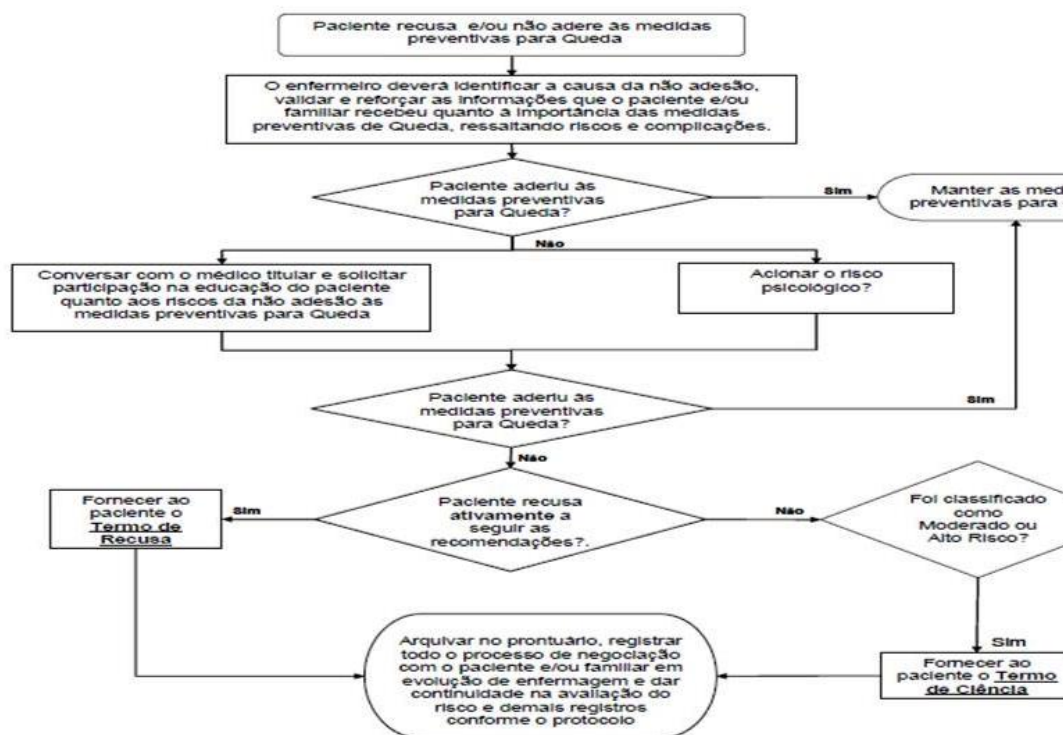 Paciente recusa e/ou não adere às medidas
preventivas para Queda
O enfermeiro deverá identificar a causa da não adesão,
validar e reforçar as informações que o paciente e/ou
familiar recebeu quanto à importância das medidas
preventivas de Queda, ressaltando riscos e complicações.
Paciente aderiu às
medidas preventivas
para Queda?
Sim
Manter as med
preventivas para
Não
Conversar com o médico titular e solicitar
participação na educação do paciente
quanto aos riscos da não adesão às
medidas preventivas para Queda
Acionar o risco
psicológico?
Paciente aderiu às
medidas preventivas
para Queda?
Sim
Não
Fornecer ao
paciente o
Termo de
Recusa
Sim
Paciente recusa
ativamente a
seguir as
recomendações?.
Não
Foi classificado
como
Moderado ou
Alto Risco?
Sim
Fornecer ao
paciente o Termo
de Ciência
Arquivar no prontuário, registrar
todo o processo de negociação
com o paciente e/ou familiar em
evolução de enfermagem e dar
continuidade na avaliação do
risco e demais registros
conforme o protocolo